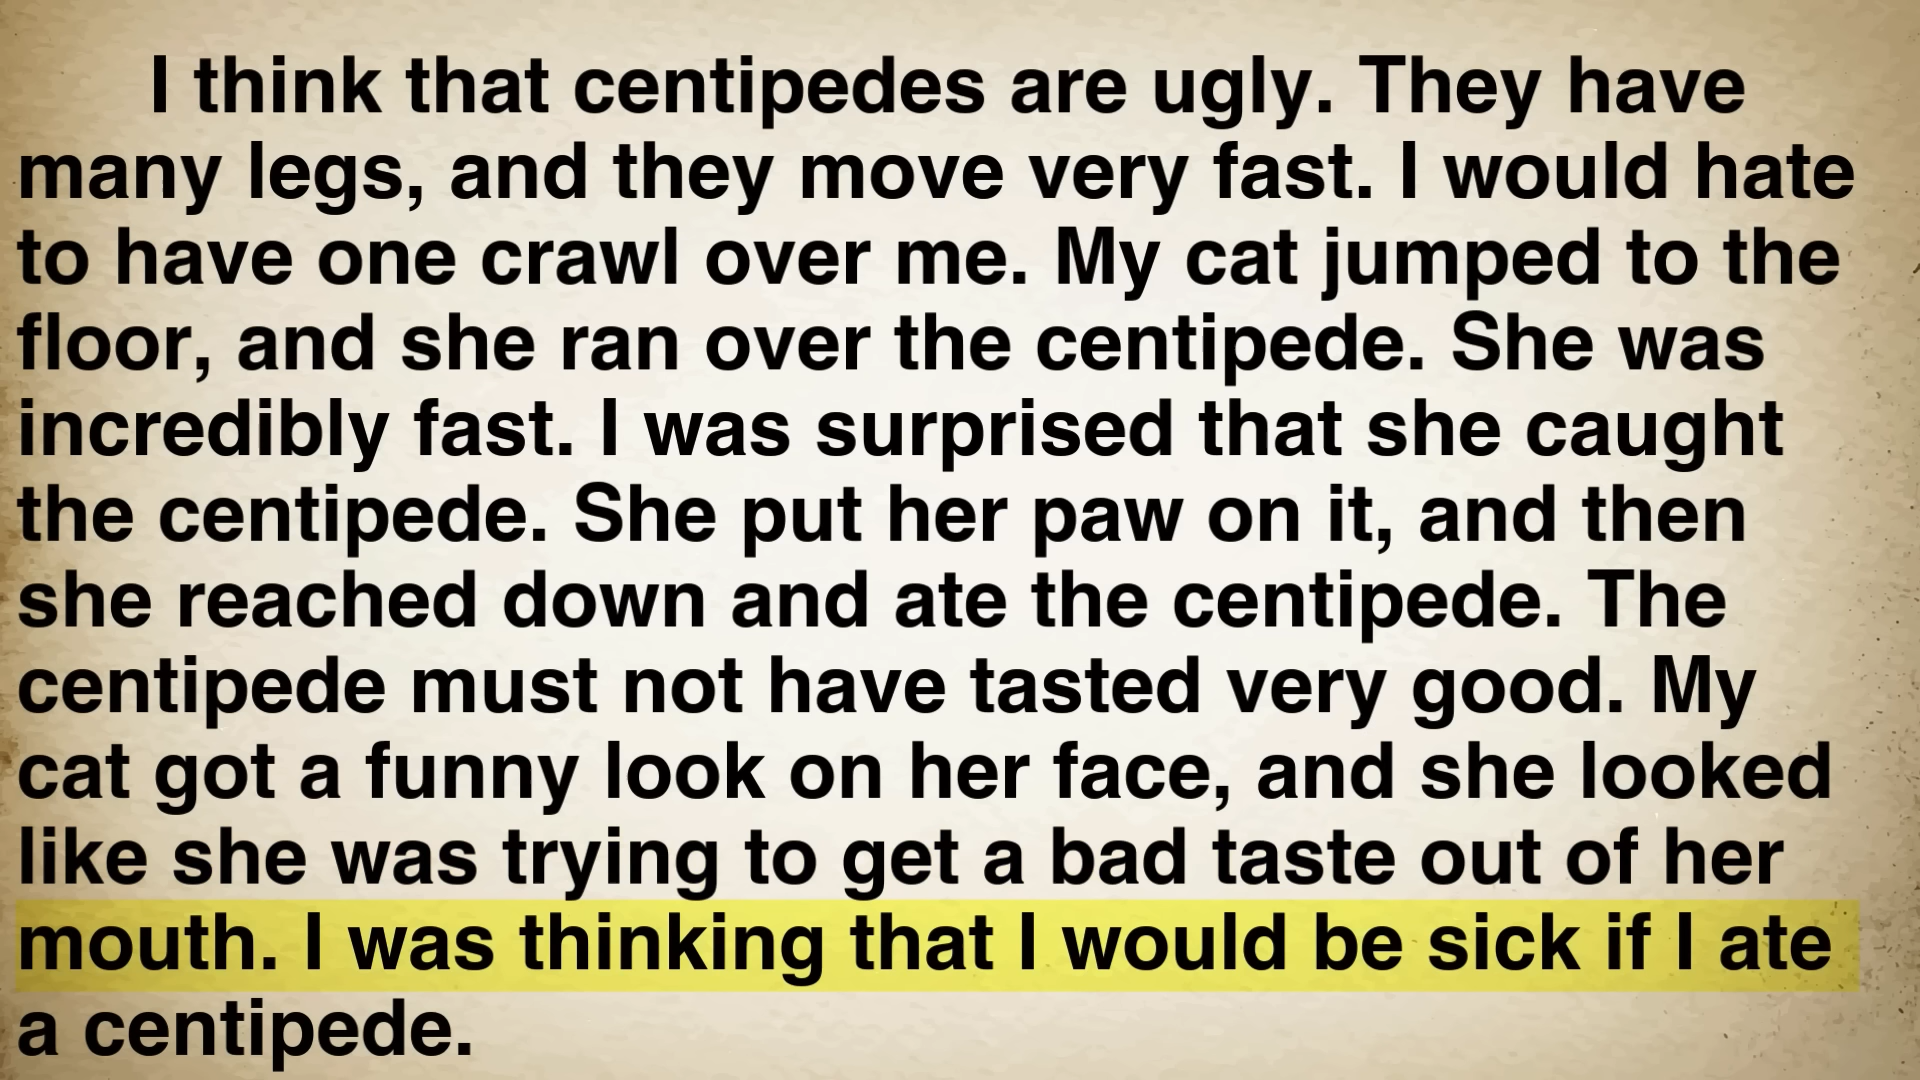 I think that centipedes are ugly. They have
many legs, and they move very fast. I would hate
to have one crawl over me. My cat jumped to the
floor, and she ran over the centipede. She was
incredibly fast. I was surprised that she caught
the centipede. She put her paw on it, and then
she reached down and ate the centipede. The
centipede must not have tasted very good. My
cat got a funny look on her face, and she looked
like she was trying to get a bad taste out of her
mouth. I was thinking that I would be sick if I ate
a centipede.